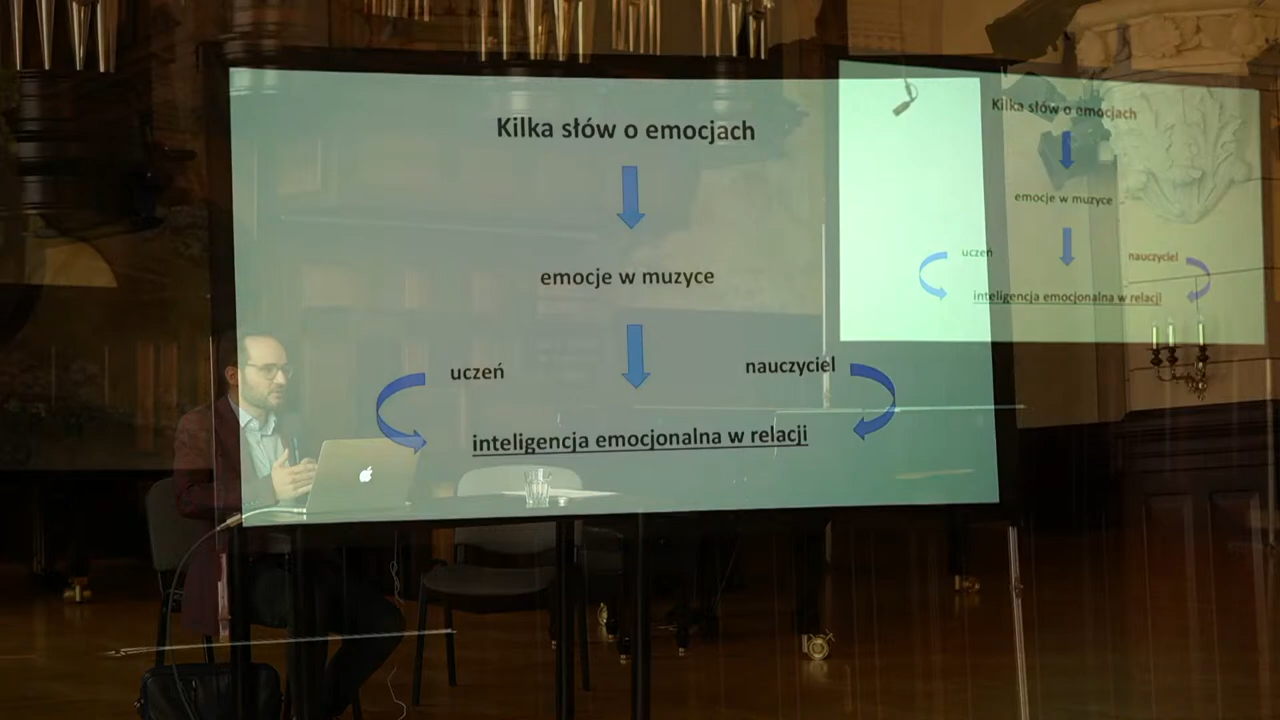 Kilka słów o emocjach
emocje w muzyce
uczeń
nauczyciel
inteligencja emocjonalna w relacji
Kilka słów o emocjach
emocje w muzyce
uczeń
nauczyciel
inteligencja emocjonalna w relacji